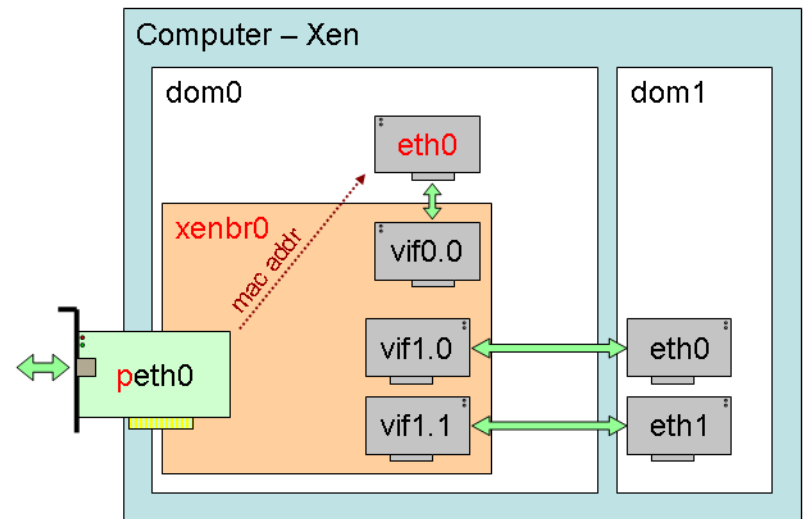 Computer – Xen
dom0
dom1
eth0
xenbr0
mac addr
vif0.0
peth0
vif1.0
eth0
vif1.1
eth1